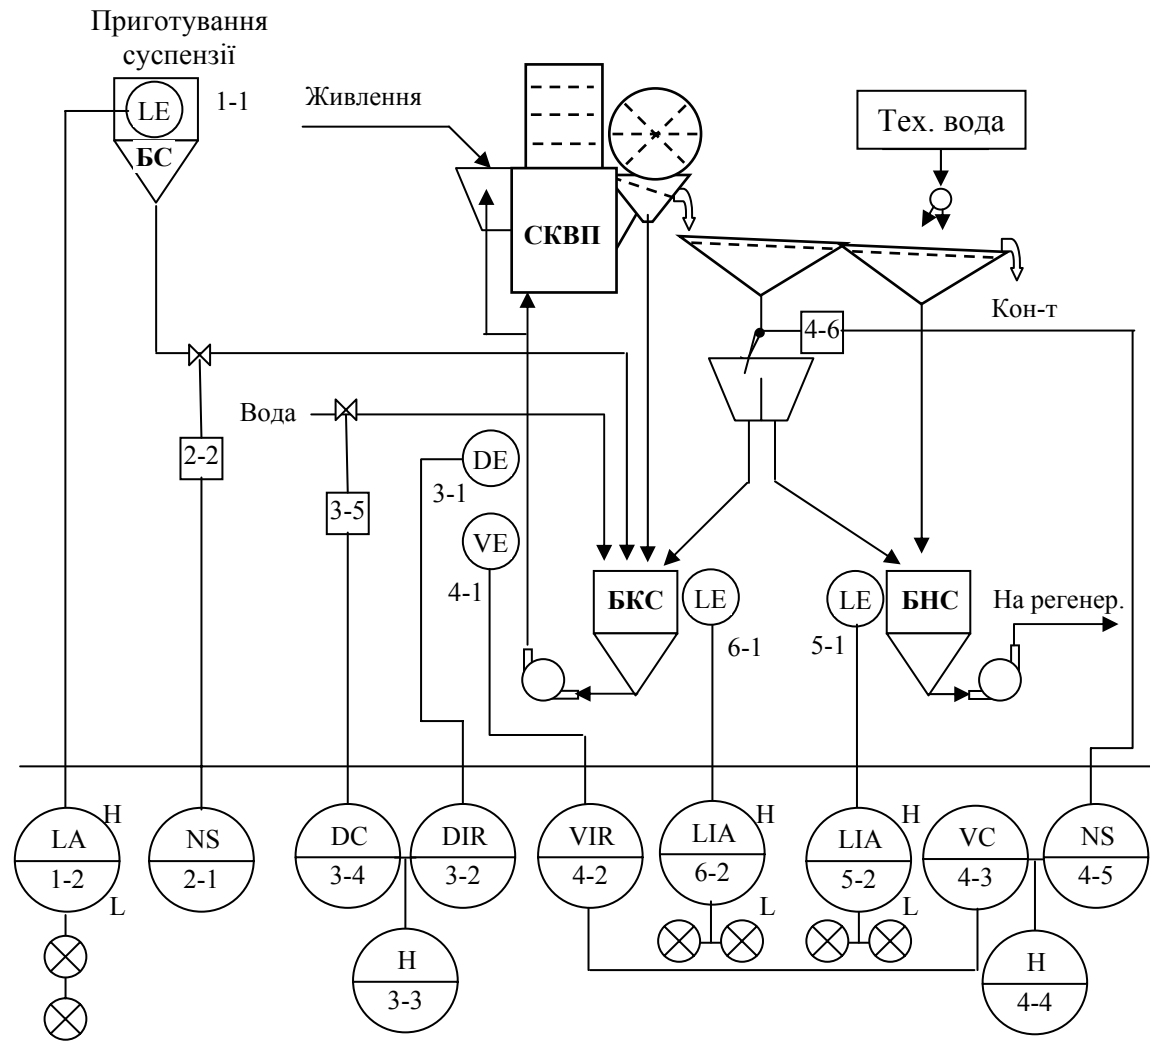 Приготування
суспензії
LE
1-1
БС
Живлення
СКВП
Тех. вода
Кон-т
4-6
Вода
2-2
3-5
DE
3-1
VE
4-1
БКС
LE
6-1
LE
5-1
БНС
На регенер.
H
LA
1-2
L
NS
2-1
DC
3-4
DIR
3-2
H
3-3
VIR
4-2
H
LIA
6-2
L
H
LIA
5-2
L
VC
4-3
NS
4-5
H
4-4